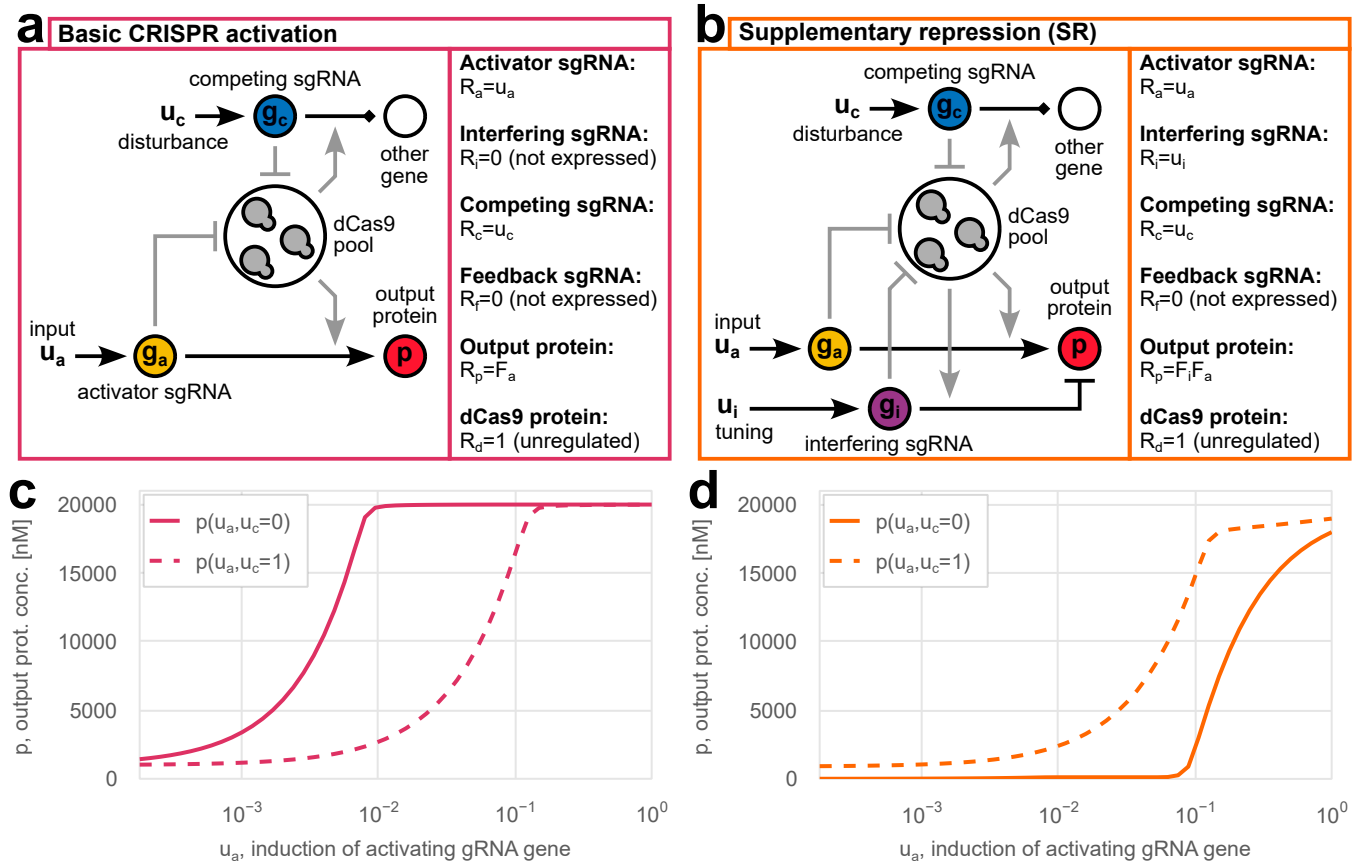 a
Basic CRISPR activation
competing sgRNA
u_c
g_c
disturbance
other
gene
dCas9
pool
output
protein
input
u_a
g_a
p
activator sgRNA
Activator sgRNA:
R_a=u_a
Interfering sgRNA:
R_i=0 (not expressed)
Competing sgRNA:
R_c=u_c
Feedback sgRNA:
R_f=0 (not expressed)
Output protein:
R_p=F_a
dCas9 protein:
R_d=1 (unregulated)
b
Supplementary repression (SR)
competing sgRNA
u_c
g_c
disturbance
other
gene
dCas9
pool
output
protein
input
u_a
g_a
p
u_i
g_i
tuning
interfering sgRNA
Activator sgRNA:
R_a=u_a
Interfering sgRNA:
R_i=u_i
Competing sgRNA:
R_c=u_c
Feedback sgRNA:
R_f=0 (not expressed)
Output protein:
R_p=F_iF_a
dCas9 protein:
R_d=1 (unregulated)
c
p, output prot. conc. [nM]
20000
15000
10000
5000
0
p(u_a,u_c=0)
p(u_a,u_c=1)
10^−3
10^−2
10^−1
10^0
u_a, induction of activating gRNA gene
d
p, output prot. conc. [nM]
20000
15000
10000
5000
0
p(u_a,u_c=0)
p(u_a,u_c=1)
10^−3
10^−2
10^−1
10^0
u_a, induction of activating gRNA gene